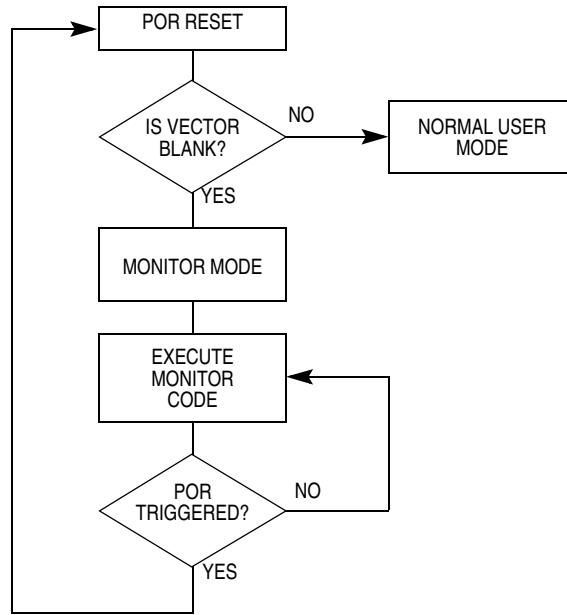 POR RESET
IS VECTOR
BLANK?
NO
NORMAL USER
MODE
YES
MONITOR MODE
EXECUTE
MONITOR
CODE
POR
TRIGGERED?
NO
YES